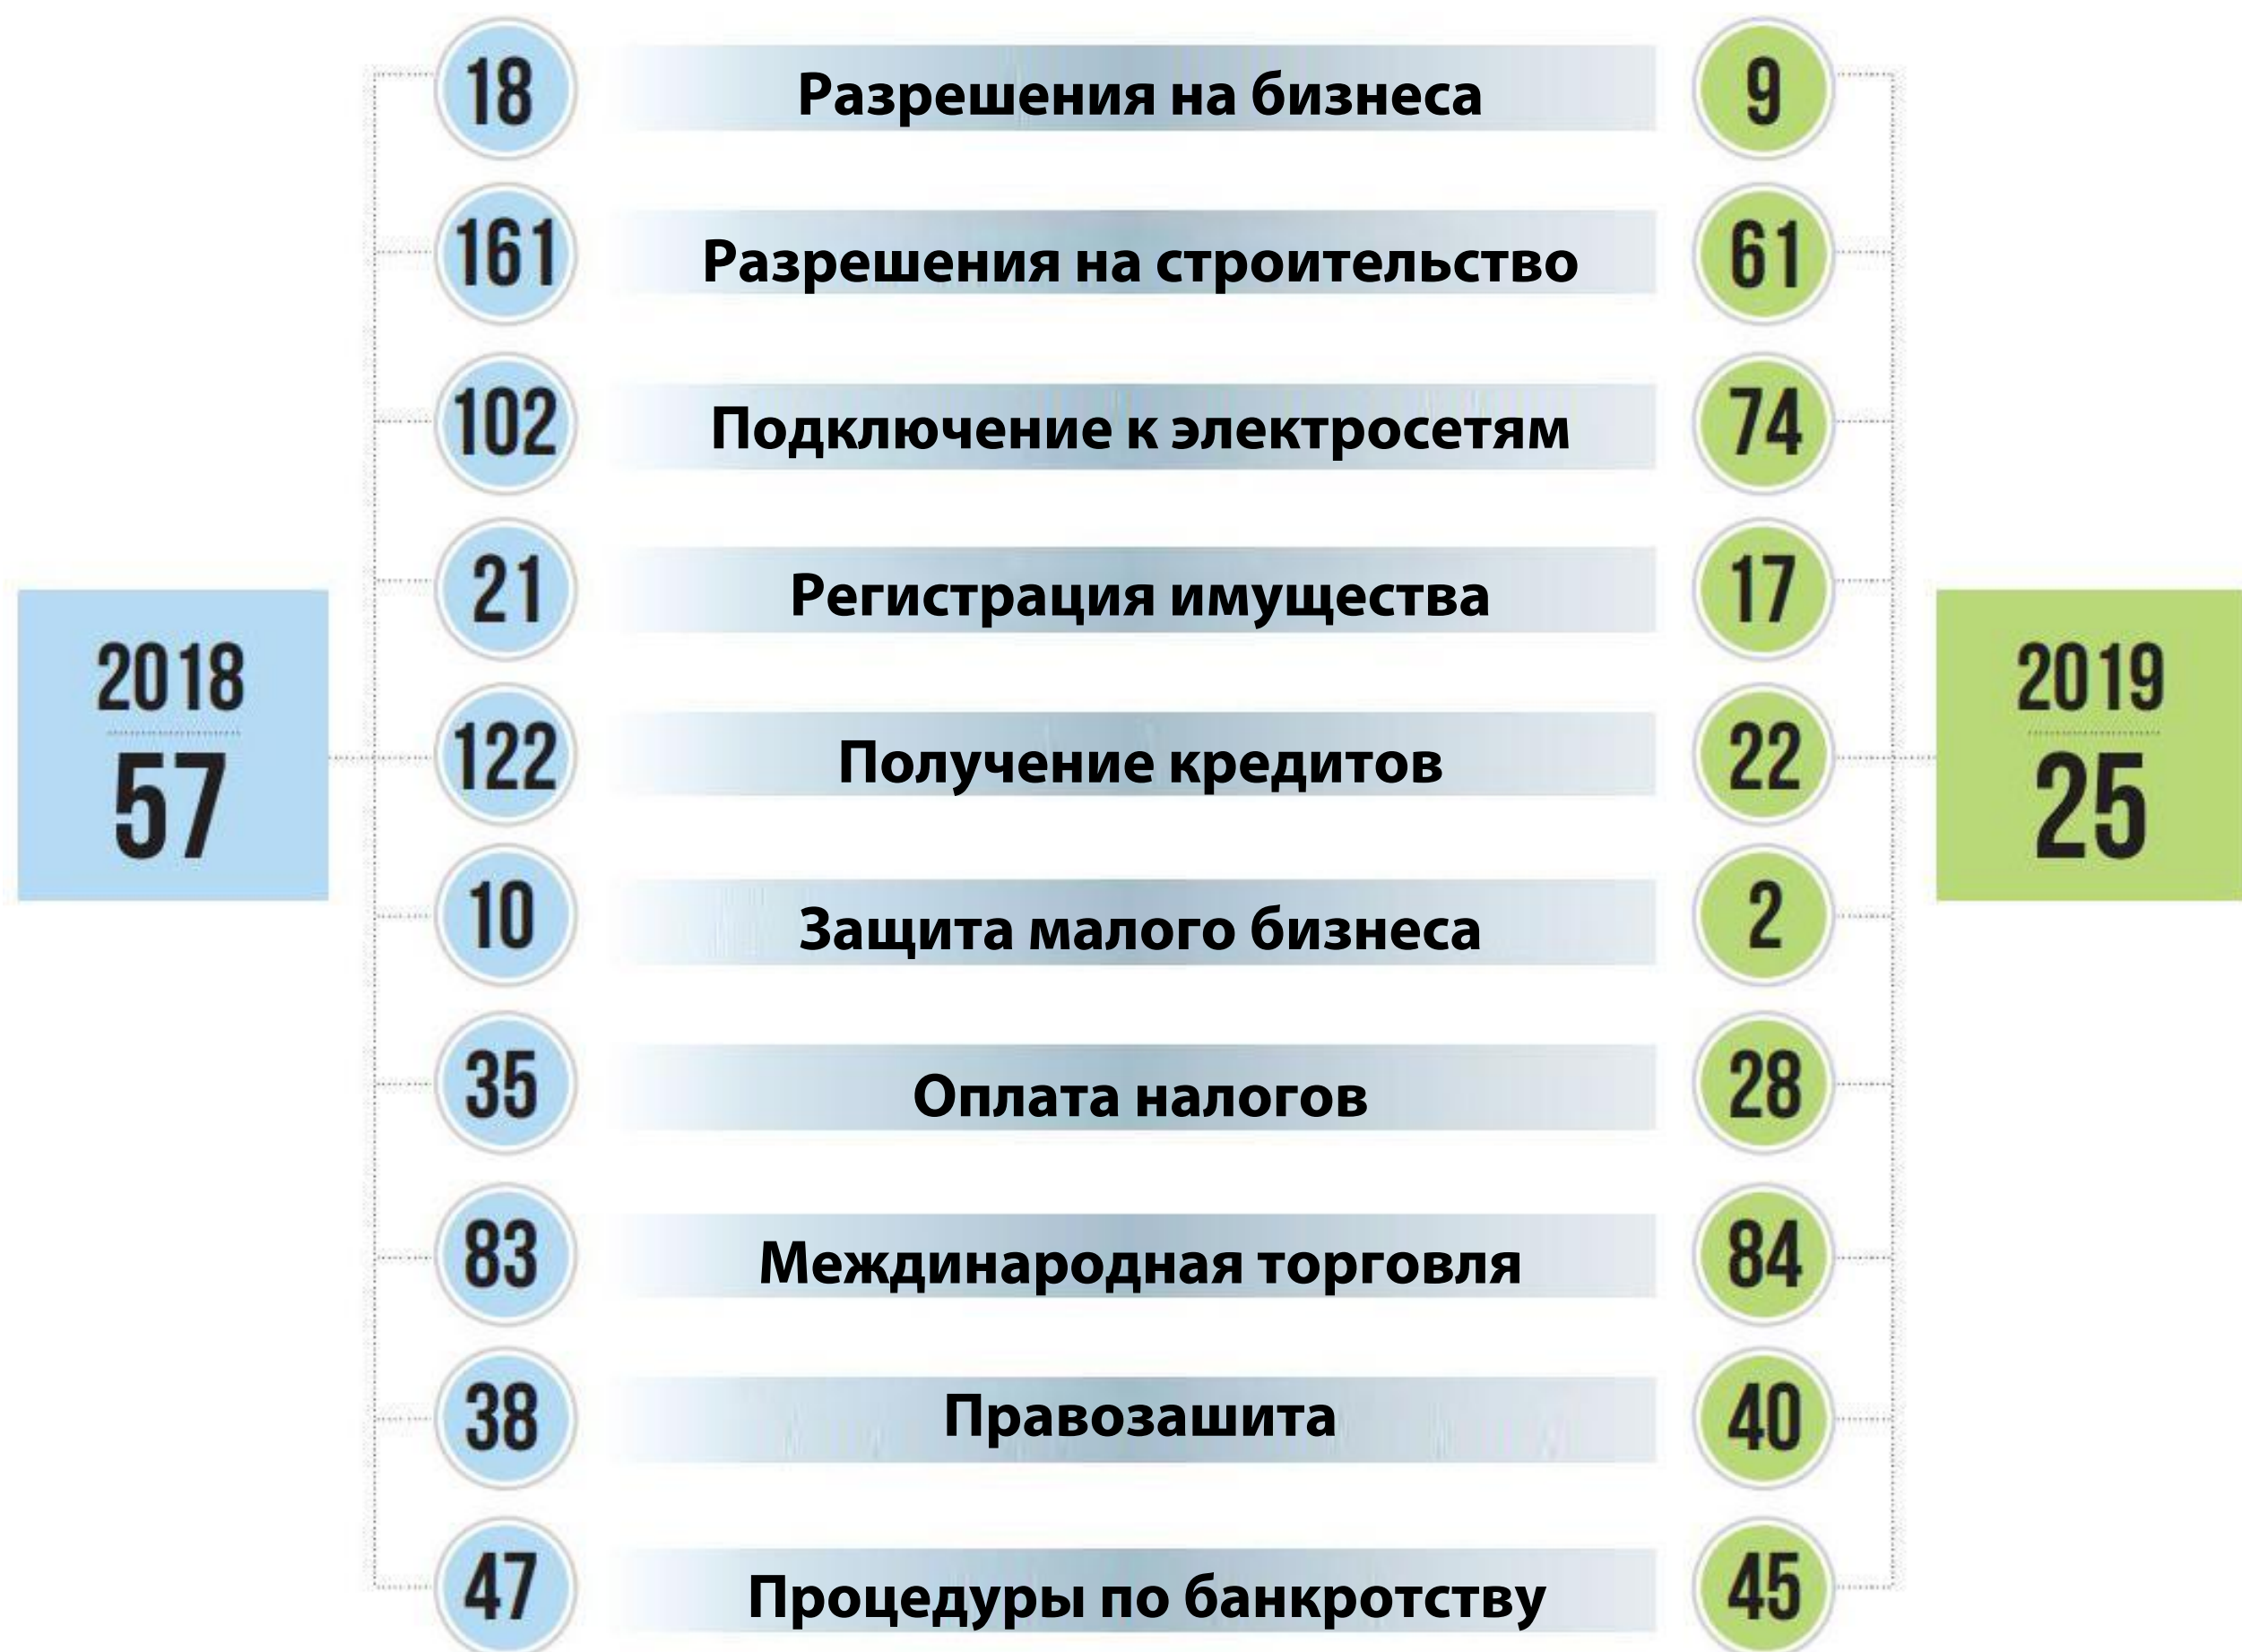 18 Разрешения на бизнеса 9
161 Разрешения на строительство 61
102 Подключение к электросетям 74
21 Регистрация имущества 17
2018
57
122 Получение кредитов 22
2019
25
10 Защита малого бизнеса 2
35 Оплата налогов 28
83 Международная торговля 84
38 Правозашита 40
47 Процедуры по банкротству 45